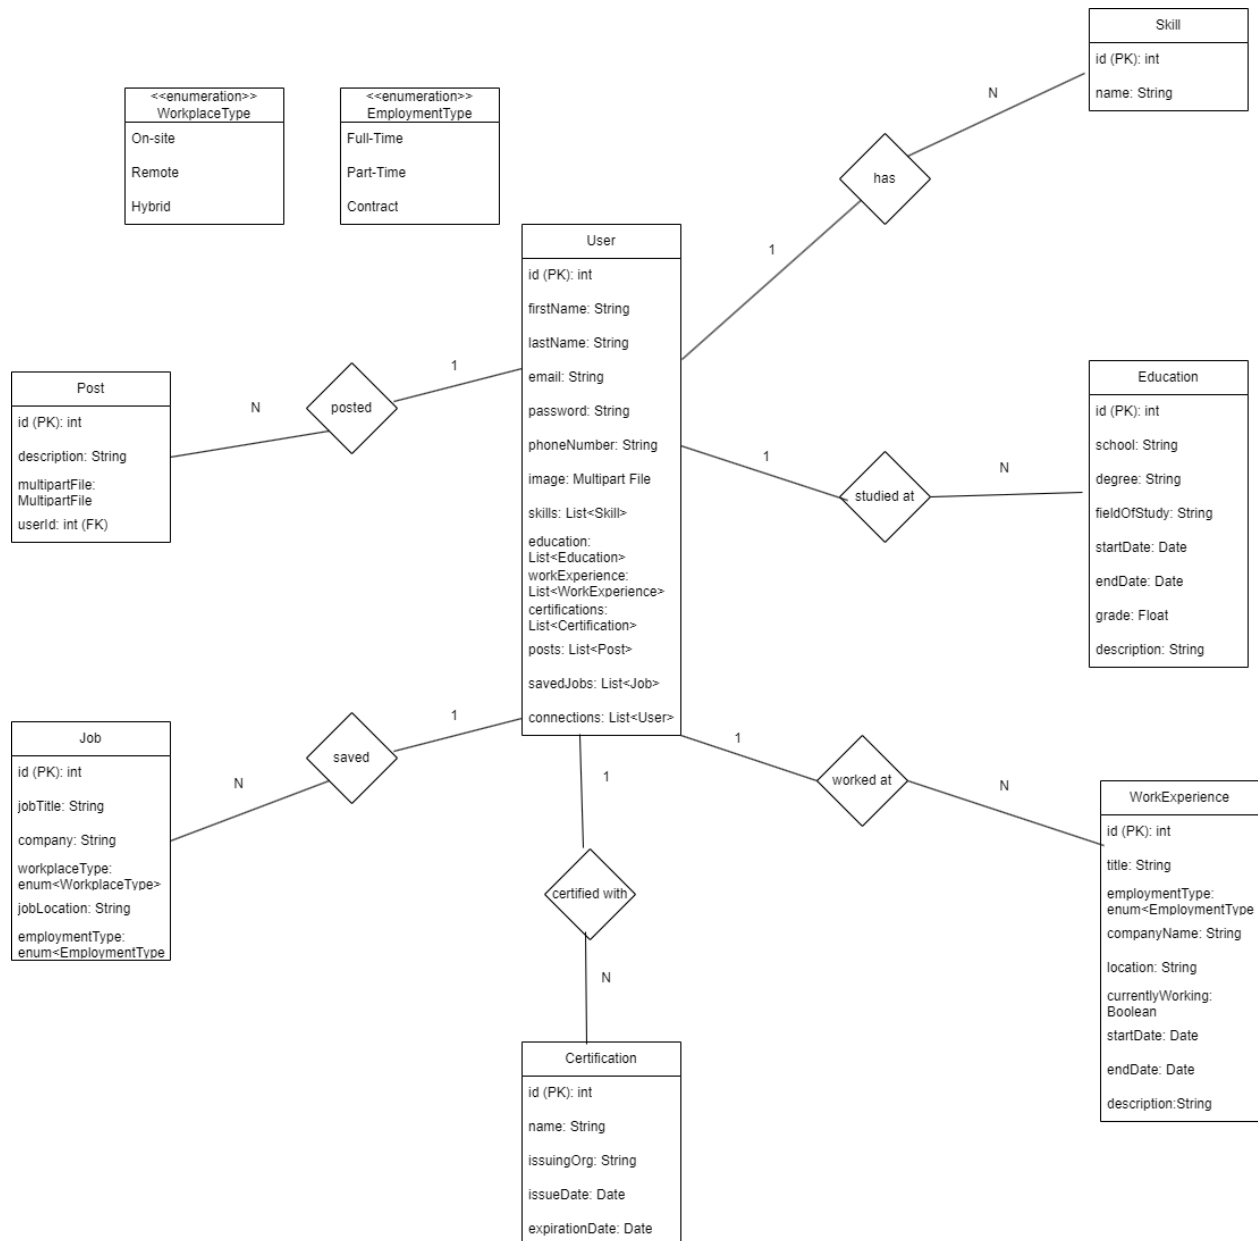 Skill
id (PK): int
name: String
N
has
1
<<enumeration>>
WorkplaceType
On-site
Remote
Hybrid
<<enumeration>>
EmploymentType
Full-Time
Part-Time
Contract
User
id (PK): int
firstName: String
lastName: String
email: String
password: String
phoneNumber: String
image: Multipart File
skills: List<Skill>
education:
List<Education>
workExperience:
List<WorkExperience>
certifications:
List<Certification>
posts: List<Post>
savedJobs: List<Job>
connections: List<User>
1
posted
N
Post
id (PK): int
description: String
multipartFile:
MultipartFile
userId: int (FK)
1
studied at
N
Education
id (PK): int
school: String
degree: String
fieldOfStudy: String
startDate: Date
endDate: Date
grade: Float
description: String
1
saved
N
Job
id (PK): int
jobTitle: String
company: String
workplaceType:
enum<WorkplaceType>
jobLocation: String
employmentType:
enum<EmploymentType
1
worked at
N
WorkExperience
id (PK): int
title: String
employmentType:
enum<EmploymentType
companyName: String
location: String
currentlyWorking:
Boolean
startDate: Date
endDate: Date
description:String
1
certified with
N
Certification
id (PK): int
name: String
issuingOrg: String
issueDate: Date
expirationDate: Date